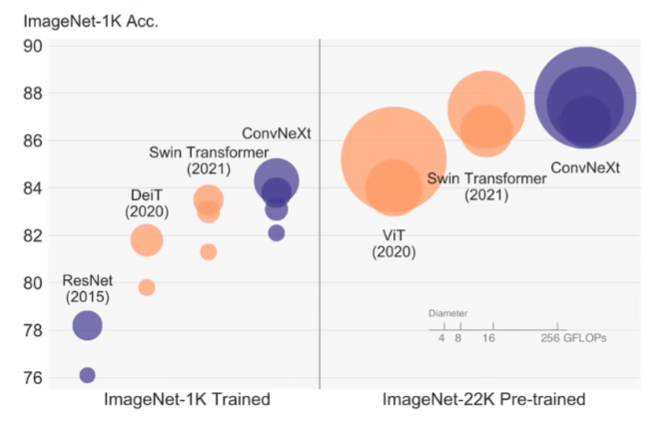 ImageNet-1K Acc.
90
88
86
84
82
80
78
76
ConvNeXt
Swin Transformer
(2021)
DeiT
(2020)
ResNet
(2015)
ConvNeXt
Swin Transformer
(2021)
ViT
(2020)
Diameter
4 8 16 256 GFLOPs
ImageNet-1K Trained
ImageNet-22K Pre-trained